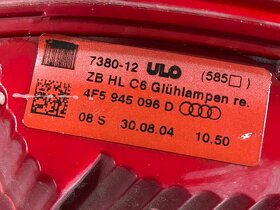 7380-12 ULO (585□)
ZB HL C6 Glühlampen re.
4F5 945 096 D
08 S 30.08.04 10.50